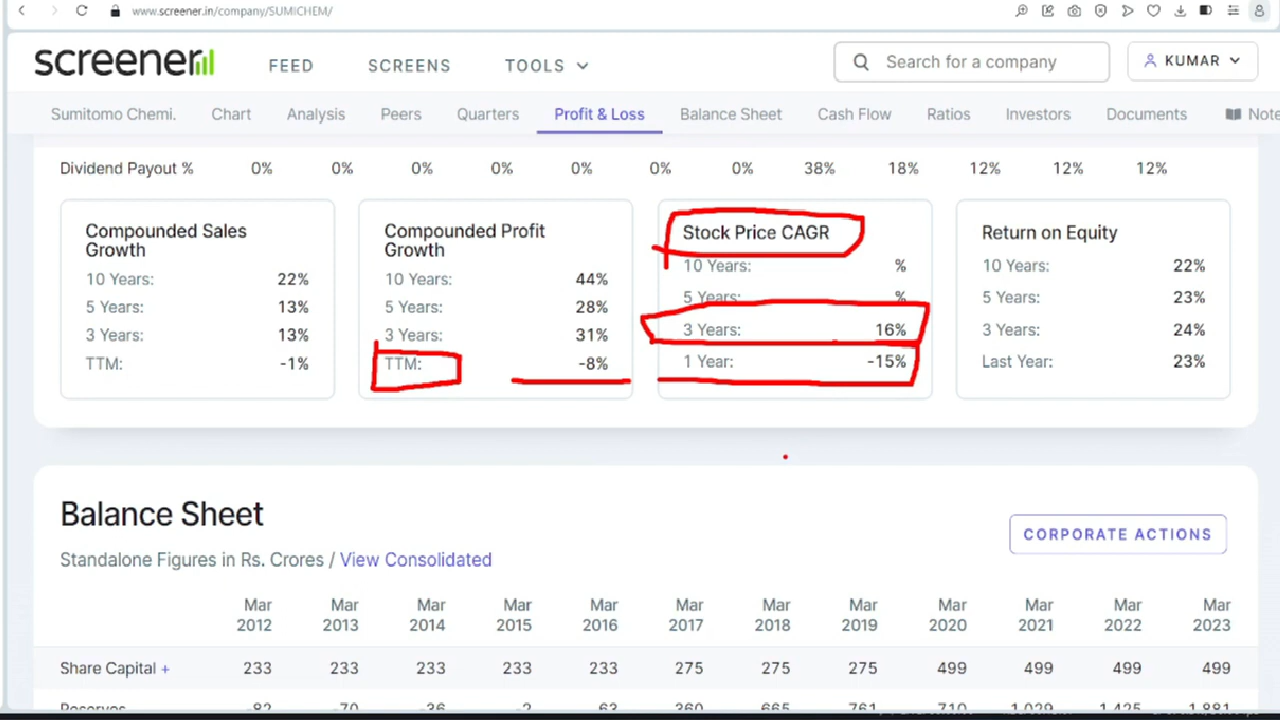 www.screener.in/company/SUMICHEM/
screener FEED SCREENS TOOLS Search for a company KUMAR
Sumitomo Chemi. Chart Analysis Peers Quarters Profit & Loss Balance Sheet Cash Flow Ratios Investors Documents Note
Dividend Payout % 0% 0% 0% 0% 0% 0% 0% 38% 18% 12% 12% 12%
Compounded Sales
Growth
10 Years: 22%
5 Years: 13%
3 Years: 13%
TTM: -1%
Compounded Profit
Growth
10 Years: 44%
5 Years: 28%
3 Years: 31%
TTM: -8%
Stock Price CAGR
10 Years: %
5 Years: %
3 Years: 16%
1 Year: -15%
Return on Equity
10 Years: 22%
5 Years: 23%
3 Years: 24%
Last Year: 23%
Balance Sheet
CORPORATE ACTIONS
Standalone Figures in Rs. Crores / View Consolidated
Mar Mar Mar Mar Mar Mar Mar Mar Mar Mar Mar Mar
2012 2013 2014 2015 2016 2017 2018 2019 2020 2021 2022 2023
Share Capital + 233 233 233 233 233 275 275 275 499 499 499 499
Reserves